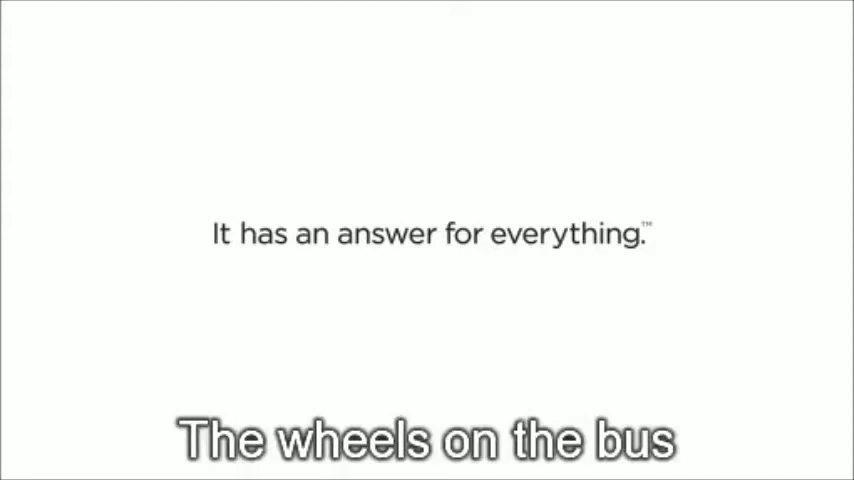 It has an answer for everything.™
The wheels on the bus